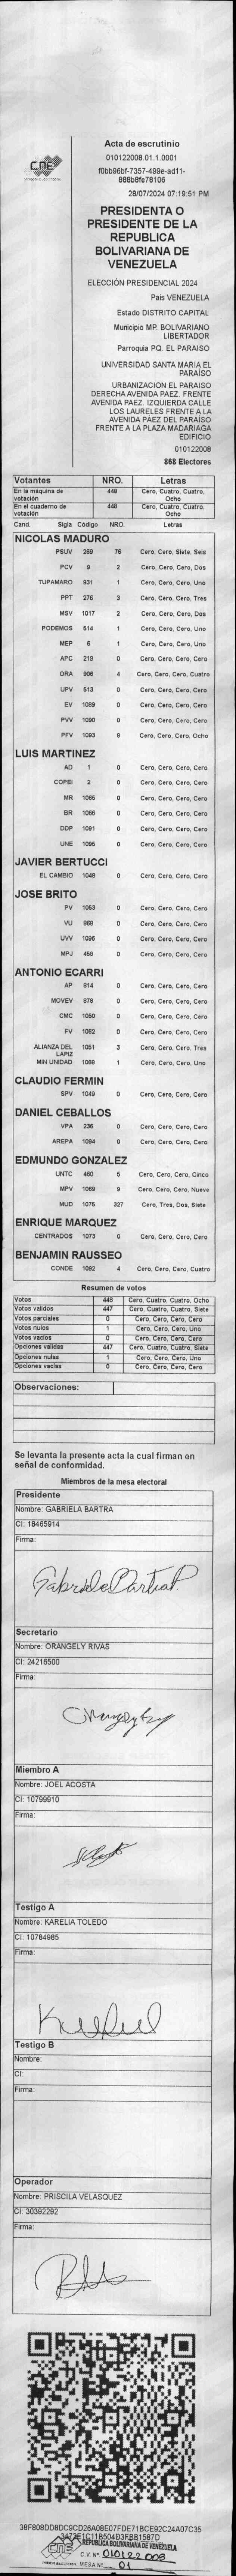 CNE
Acta de escrutinio
010122008.01.1.0001
f0bb96bf-7357-489e-ad11-
888b8fe78106
28/07/2024 07:19:51 PM
PRESIDENTA O
PRESIDENTE DE LA
REPUBLICA
BOLIVARIANA DE
VENEZUELA
ELECCIÓN PRESIDENCIAL 2024
Pais VENEZUELA
Estado DISTRITO CAPITAL
Municipio MP. BOLIVARIANO
LIBERTADOR
Parroquia PQ. EL PARAISO
UNIVERSIDAD SANTA MARIA EL
PARAÍSO
URBANIZACION EL PARAISO
DERECHA AVENIDA PAEZ. FRENTE
AVENIDA PAEZ. IZQUIERDA CALLE
LOS LAURELES FRENTE A LA
AVENIDA PAEZ DEL PARAÍSO
FRENTE A LA PLAZA MADARIAGA
EDIFICIO
010122008
868 Electores
Votantes NRO. Letras
En la máquina de votación 448 Cero, Cuatro, Cuatro, Ocho
En el cuaderno de votación 448 Cero, Cuatro, Cuatro, Ocho
Cand. Sigla Código NRO. Letras
NICOLAS MADURO
PSUV 269 76 Cero, Cero, Siete, Seis
PCV 9 2 Cero, Cero, Cero, Dos
TUPAMARO 931 1 Cero, Cero, Cero, Uno
PPT 276 3 Cero, Cero, Cero, Tres
MSV 1017 2 Cero, Cero, Cero, Dos
PODEMOS 514 1 Cero, Cero, Cero, Uno
MEP 6 1 Cero, Cero, Cero, Uno
APC 219 0 Cero, Cero, Cero, Cero
ORA 906 4 Cero, Cero, Cero, Cuatro
UPV 513 0 Cero, Cero, Cero, Cero
EV 1089 0 Cero, Cero, Cero, Cero
PVV 1090 0 Cero, Cero, Cero, Cero
PFV 1093 8 Cero, Cero, Cero, Ocho
LUIS MARTINEZ
AD 1 0 Cero, Cero, Cero, Cero
COPEI 2 0 Cero, Cero, Cero, Cero
MR 1065 0 Cero, Cero, Cero, Cero
BR 1066 0 Cero, Cero, Cero, Cero
DDP 1091 0 Cero, Cero, Cero, Cero
UNE 1095 0 Cero, Cero, Cero, Cero
JAVIER BERTUCCI
EL CAMBIO 1048 0 Cero, Cero, Cero, Cero
JOSE BRITO
PV 1053 0 Cero, Cero, Cero, Cero
VU 969 0 Cero, Cero, Cero, Cero
UVV 1096 0 Cero, Cero, Cero, Cero
MPJ 458 0 Cero, Cero, Cero, Cero
ANTONIO ECARRI
AP 814 0 Cero, Cero, Cero, Cero
MOVEV 979 0 Cero, Cero, Cero, Cero
CMC 1050 0 Cero, Cero, Cero, Cero
FV 1062 0 Cero, Cero, Cero, Cero
ALIANZA DEL LAPIZ 1051 3 Cero, Cero, Cero, Tres
MIN UNIDAD 1068 1 Cero, Cero, Cero, Uno
CLAUDIO FERMIN
SPV 1049 0 Cero, Cero, Cero, Cero
DANIEL CEBALLOS
VPA 236 0 Cero, Cero, Cero, Cero
AREPA 1094 0 Cero, Cero, Cero, Cero
EDMUNDO GONZALEZ
UNTC 460 5 Cero, Cero, Cero, Cinco
MPV 1069 9 Cero, Cero, Cero, Nueve
MUD 1076 327 Cero, Tres, Dos, Siete
ENRIQUE MARQUEZ
CENTRADOS 1073 0 Cero, Cero, Cero, Cero
BENJAMIN RAUSSEO
CONDE 1092 4 Cero, Cero, Cero, Cuatro
Resumen de votos
Votos 448 Cero, Cuatro, Cuatro, Ocho
Votos validos 447 Cero, Cuatro, Cuatro, Siete
Votos parciales 0 Cero, Cero, Cero, Cero
Votos nulos 1 Cero, Cero, Cero, Uno
Votos vacíos 0 Cero, Cero, Cero, Cero
Opciones validas 447 Cero, Cuatro, Cuatro, Siete
Opciones nulas 1 Cero, Cero, Cero, Uno
Opciones vacías 0 Cero, Cero, Cero, Cero
Observaciones:
Se levanta la presente acta la cual firman en
señal de conformidad.
Miembros de la mesa electoral
Presidente
Nombre: GABRIELA BARTRA
CI: 18465914
Firma:
Secretario
Nombre: ORANGELY RIVAS
CI: 24216500
Firma:
Miembro A
Nombre: JOEL ACOSTA
CI: 10799910
Firma:
Testigo A
Nombre: KARELIA TOLEDO
CI: 10784985
Firma:
Testigo B
Nombre:
CI:
Firma:
Operador
Nombre: PRISCILA VELASQUEZ
CI: 30392292
Firma:
38F808DD8DC9CD26A08E07FDE71BCE92C24A07C35
3473E1C11B504D3FBB1587D
CNE REPUBLICA BOLIVARIANA DE VENEZUELA
C.V. Nº 010122008
MESA Nº 01